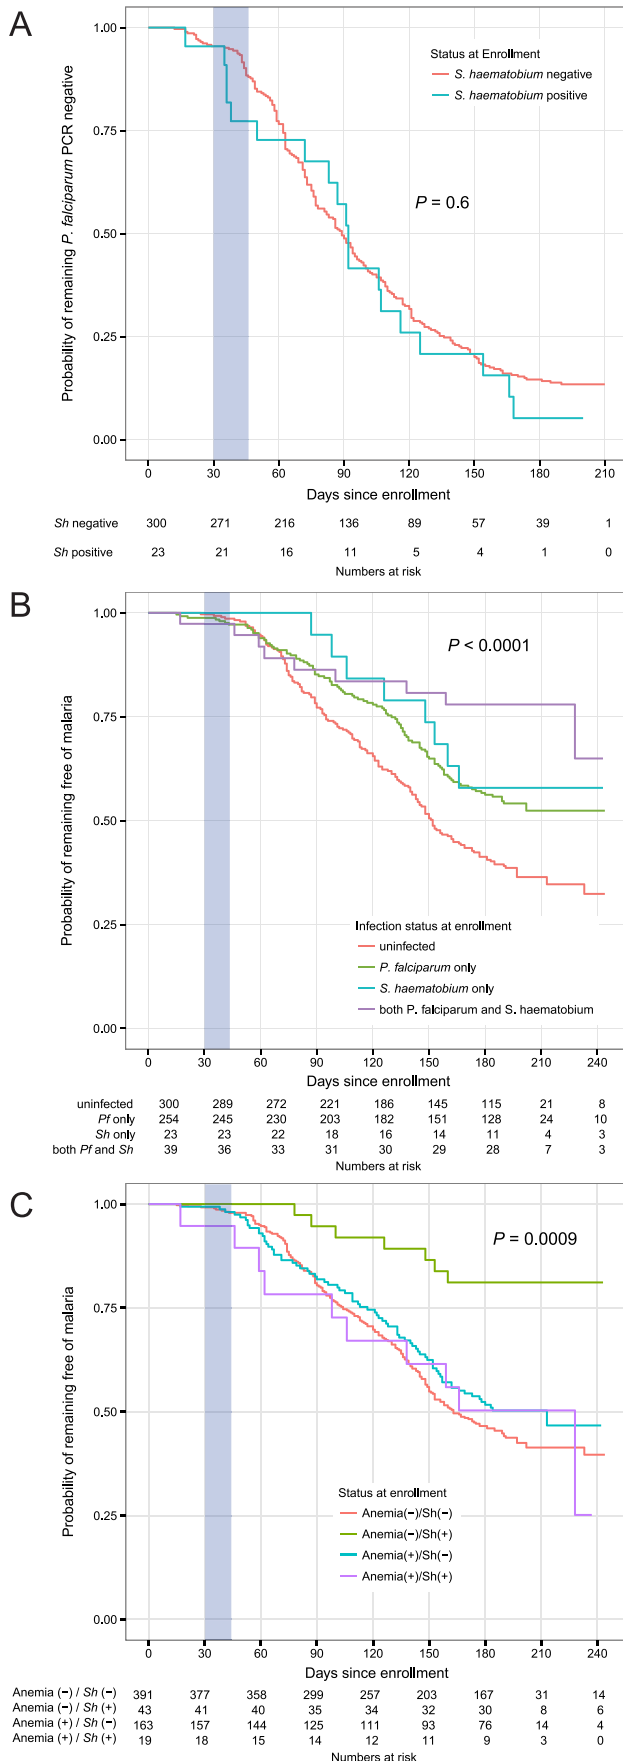 A
Probability of remaining P. falciparum PCR negative
1.00
0.75
0.50
0.25
0.00
Status at Enrollment
S. haematobium negative
S. haematobium positive
P = 0.6
0 30 60 90 120 150 180 210
Days since enrollment
Sh negative 300 271 216 136 89 57 39 1
Sh positive 23 21 16 11 5 4 1 0
Numbers at risk
B
Probability of remaining free of malaria
1.00
0.75
0.50
0.25
0.00
P < 0.0001
Infection status at enrollment
uninfected
P. falciparum only
S. haematobium only
both P. falciparum and S. haematobium
0 30 60 90 120 150 180 210 240
Days since enrollment
uninfected 300 289 272 221 186 145 115 21 8
Pf only 254 245 230 203 182 151 128 24 10
Sh only 23 23 22 18 16 14 11 4 3
both Pf and Sh 39 36 33 31 30 29 28 7 3
Numbers at risk
C
Probability of remaining free of malaria
1.00
0.75
0.50
0.25
0.00
P = 0.0009
Status at enrollment
Anemia(−)/Sh(−)
Anemia(−)/Sh(+)
Anemia(+)/Sh(−)
Anemia(+)/Sh(+)
0 30 60 90 120 150 180 210 240
Days since enrollment
Anemia (−) / Sh (−) 391 377 358 299 257 203 167 31 14
Anemia (−) / Sh (+) 43 41 40 35 34 32 30 8 6
Anemia (+) / Sh (−) 163 157 144 125 111 93 76 14 4
Anemia (+) / Sh (+) 19 18 15 14 12 11 9 3 0
Numbers at risk